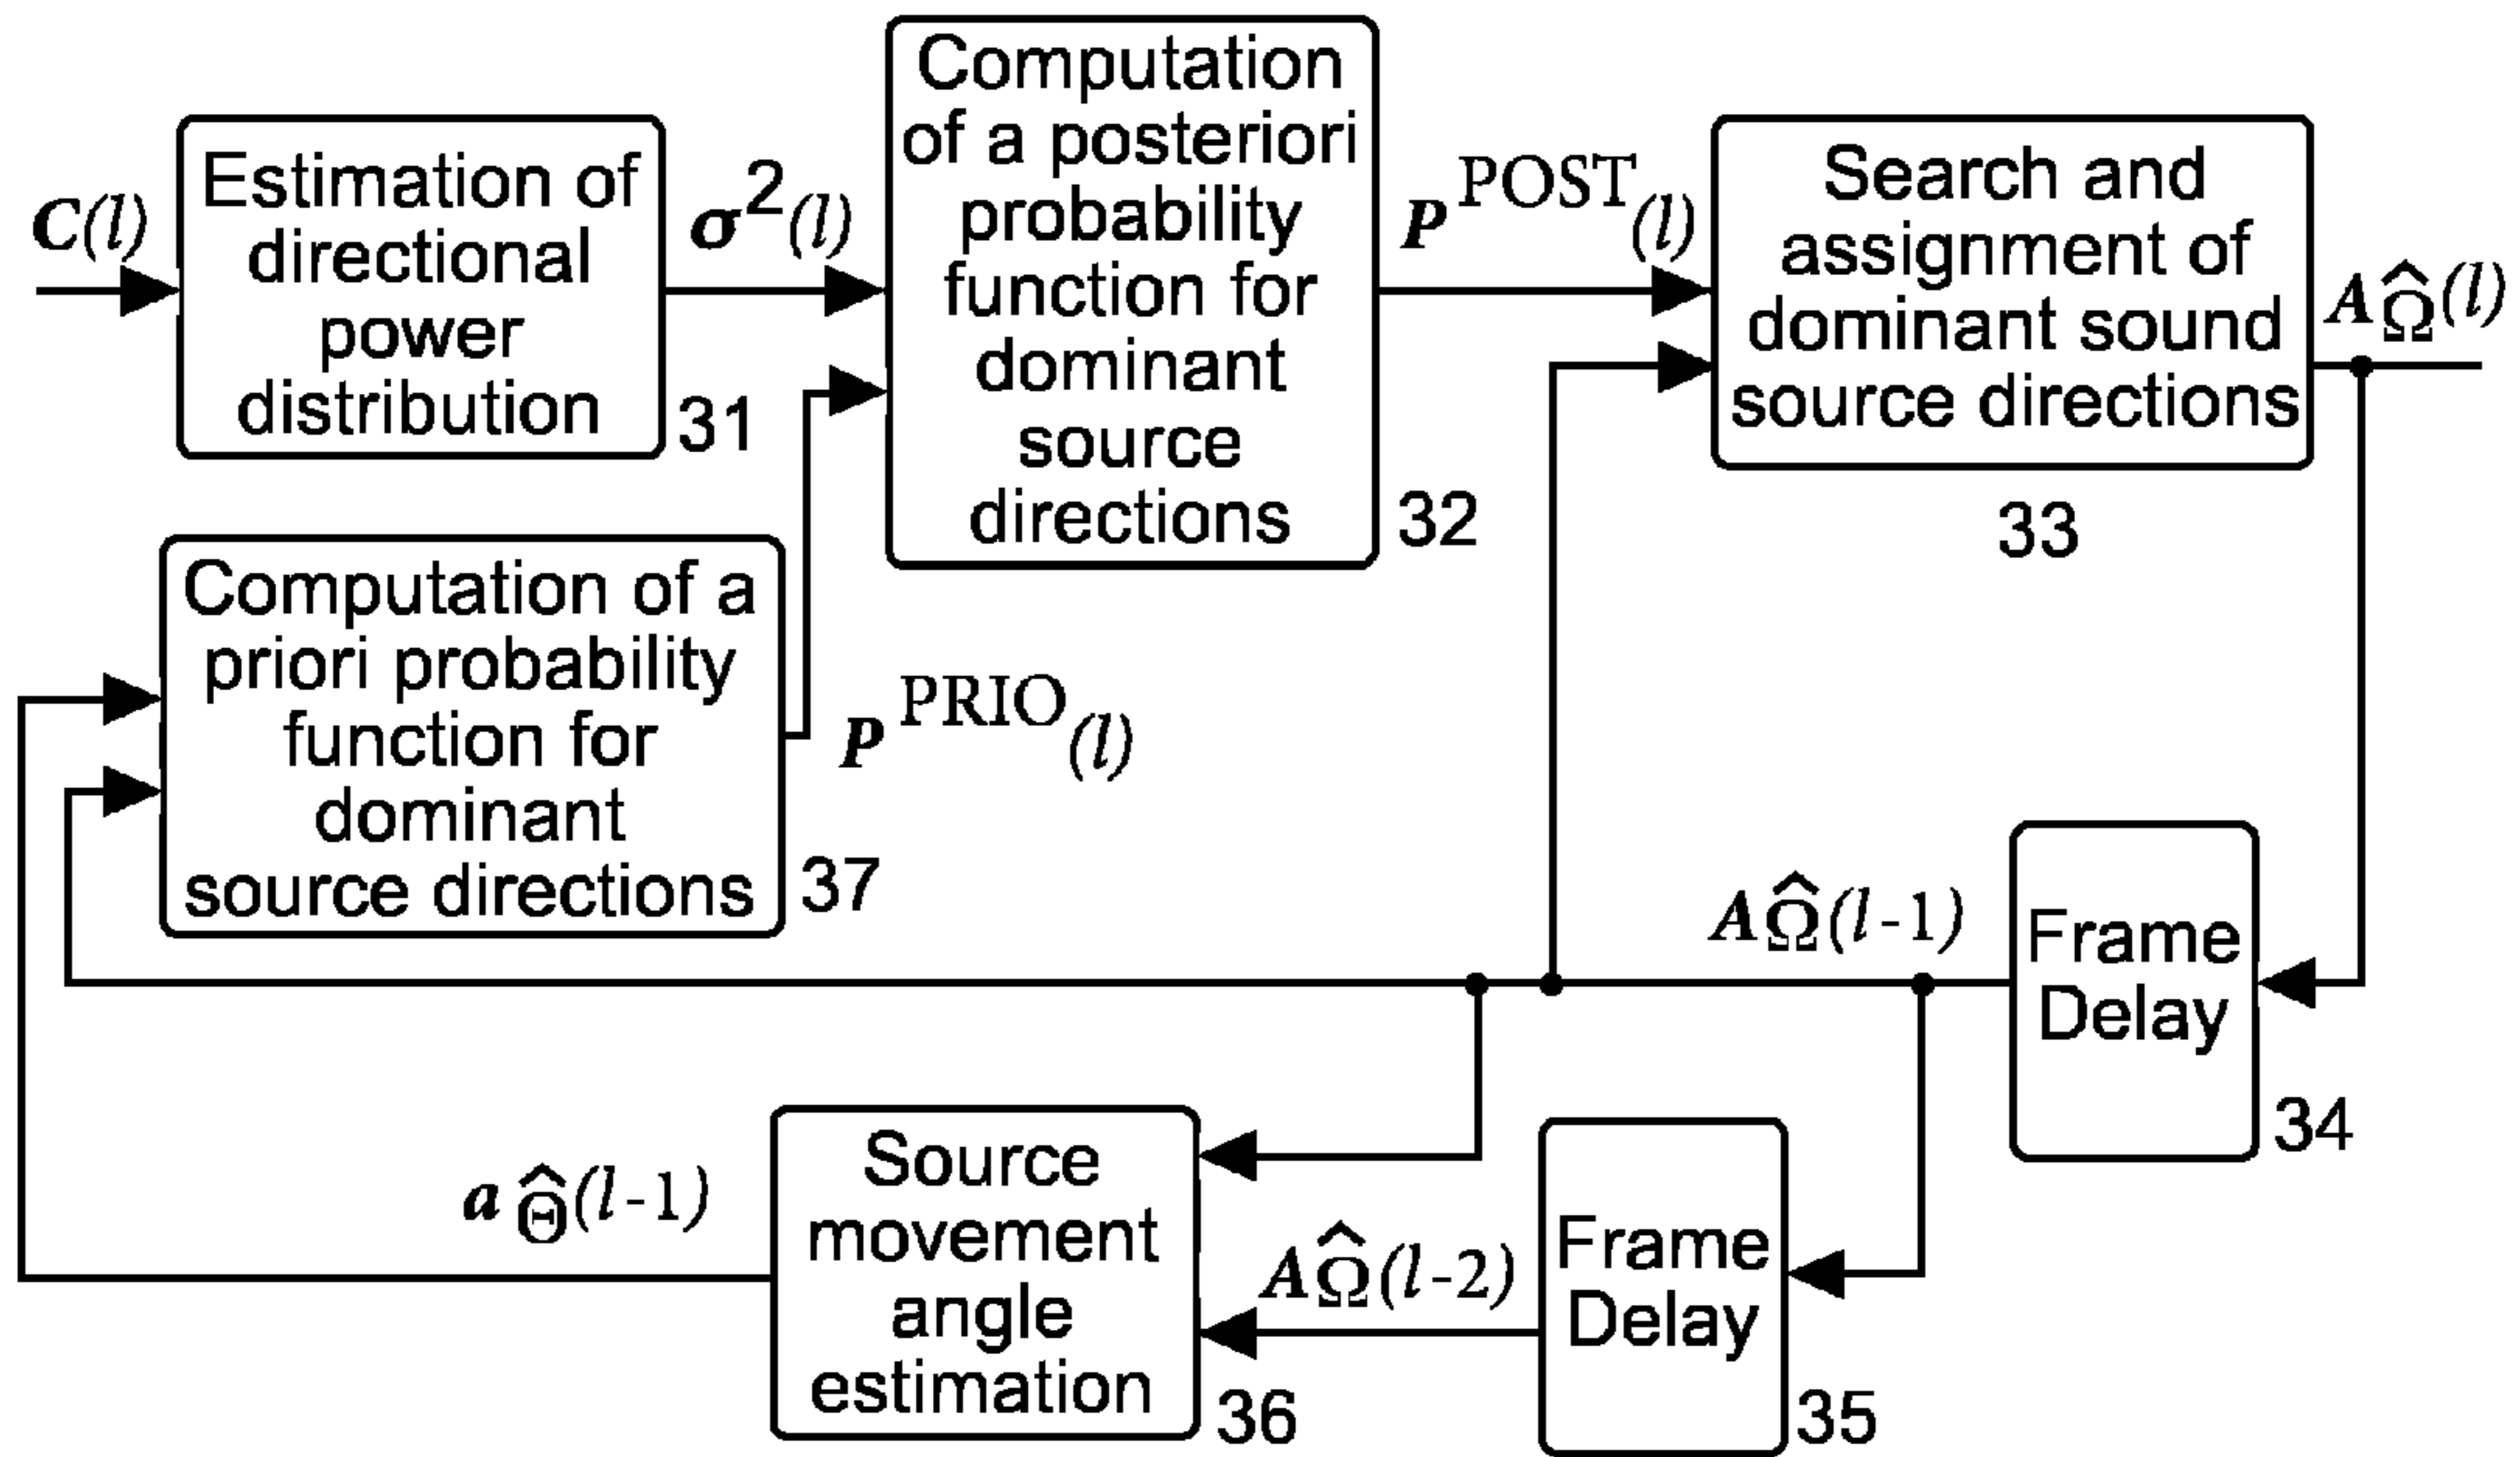 C(l)
Estimation of
directional
power
distribution
31
σ²(l)
Computation
of a posteriori
probability
function for
dominant
source
directions
32
P^POST(l)
Search and
assignment of
dominant sound
source directions
33
AΩ̂(l)
Computation of a
priori probability
function for
dominant
source directions
37
P^PRIO(l)
AΩ̂(l-1)
Frame
Delay
34
aΘ̂(l-1)
Source
movement
angle
estimation
36
AΩ̂(l-2)
Frame
Delay
35